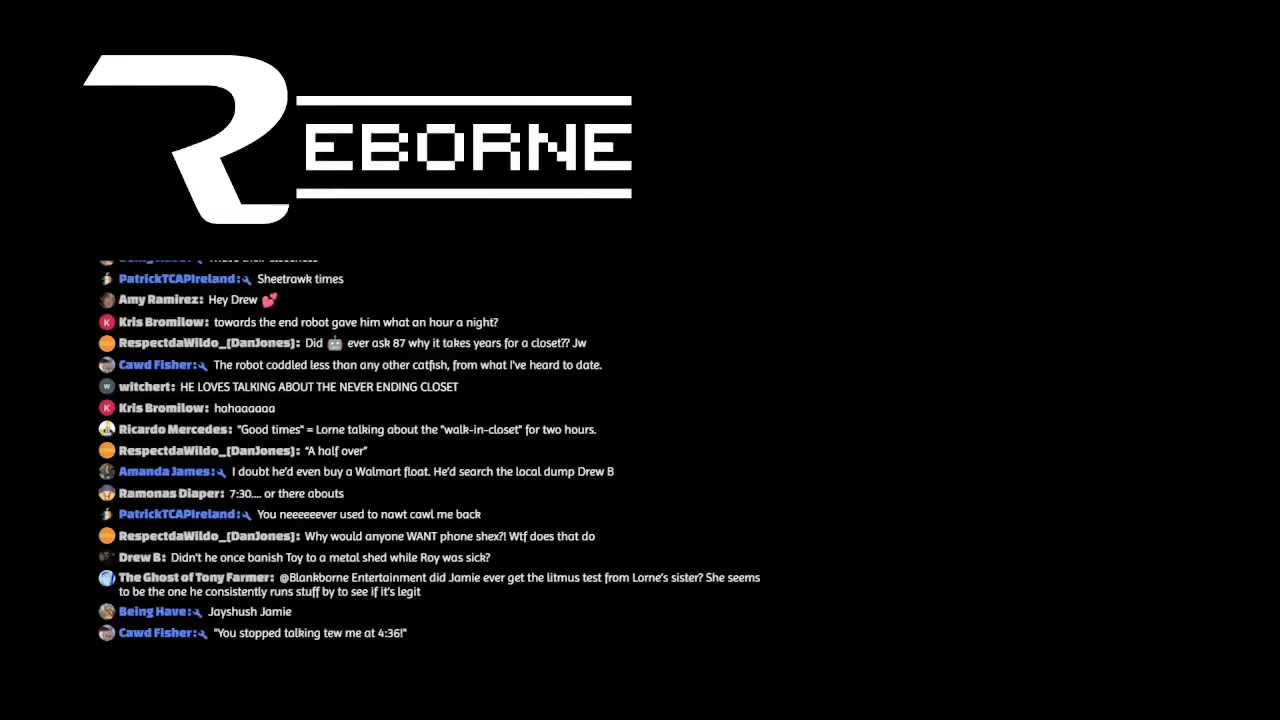 REBORNE
PatrickTCAPIreland: Sheetrawk times
Amy Ramirez: Hey Drew 💕
Kris Bromilow: towards the end robot gave him what an hour a night?
RespectdaWildo_(DanJones): Did 🤖 ever ask 87 why it takes years for a closet?? Jw
Cawd Fisher: The robot coddled less than any other catfish, from what I've heard to date.
witchert: HE LOVES TALKING ABOUT THE NEVER ENDING CLOSET
Kris Bromilow: hahaaaaaa
Ricardo Mercedes: "Good times" = Lorne talking about the "walk-in-closet" for two hours.
RespectdaWildo_(DanJones): “A half over”
Amanda James: I doubt he’d even buy a Walmart float. He’d search the local dump Drew B
Ramonas Diaper: 7:30.... or there abouts
PatrickTCAPIreland: You neeeeeever used to nawt cawl me back
RespectdaWildo_(DanJones): Why would anyone WANT phone shex?! Wtf does that do
Drew B: Didn't he once banish Toy to a metal shed while Roy was sick?
The Ghost of Tony Farmer: @Blankborne Entertainment did Jamie ever get the litmus test from Lorne’s sister? She seems
to be the one he consistently runs stuff by to see if it’s legit
Being Have: Jayshush Jamie
Cawd Fisher: "You stopped talking tew me at 4:36!"